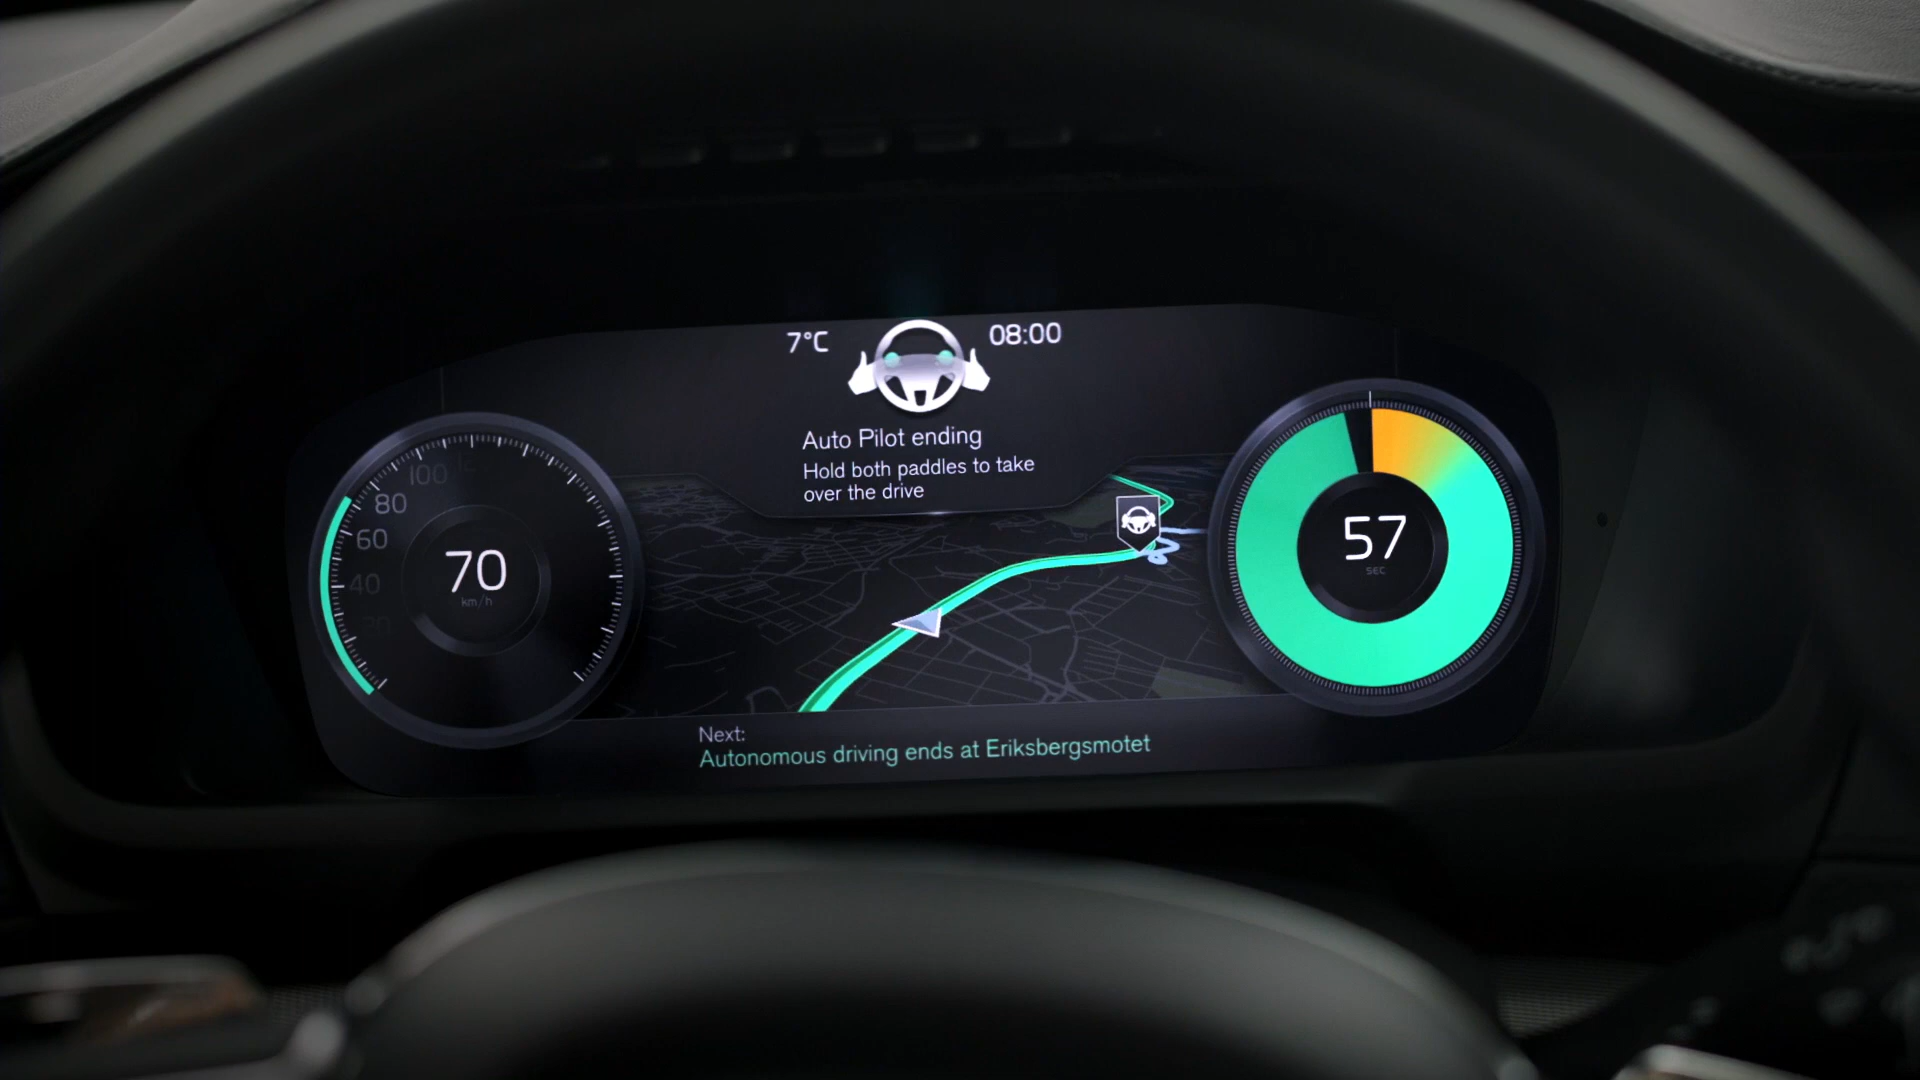 7°C
08:00
Auto Pilot ending
Hold both paddles to take
over the drive
100
80
60
40
20
70
km/h
57
SEC
Next:
Autonomous driving ends at Eriksbergsmotet